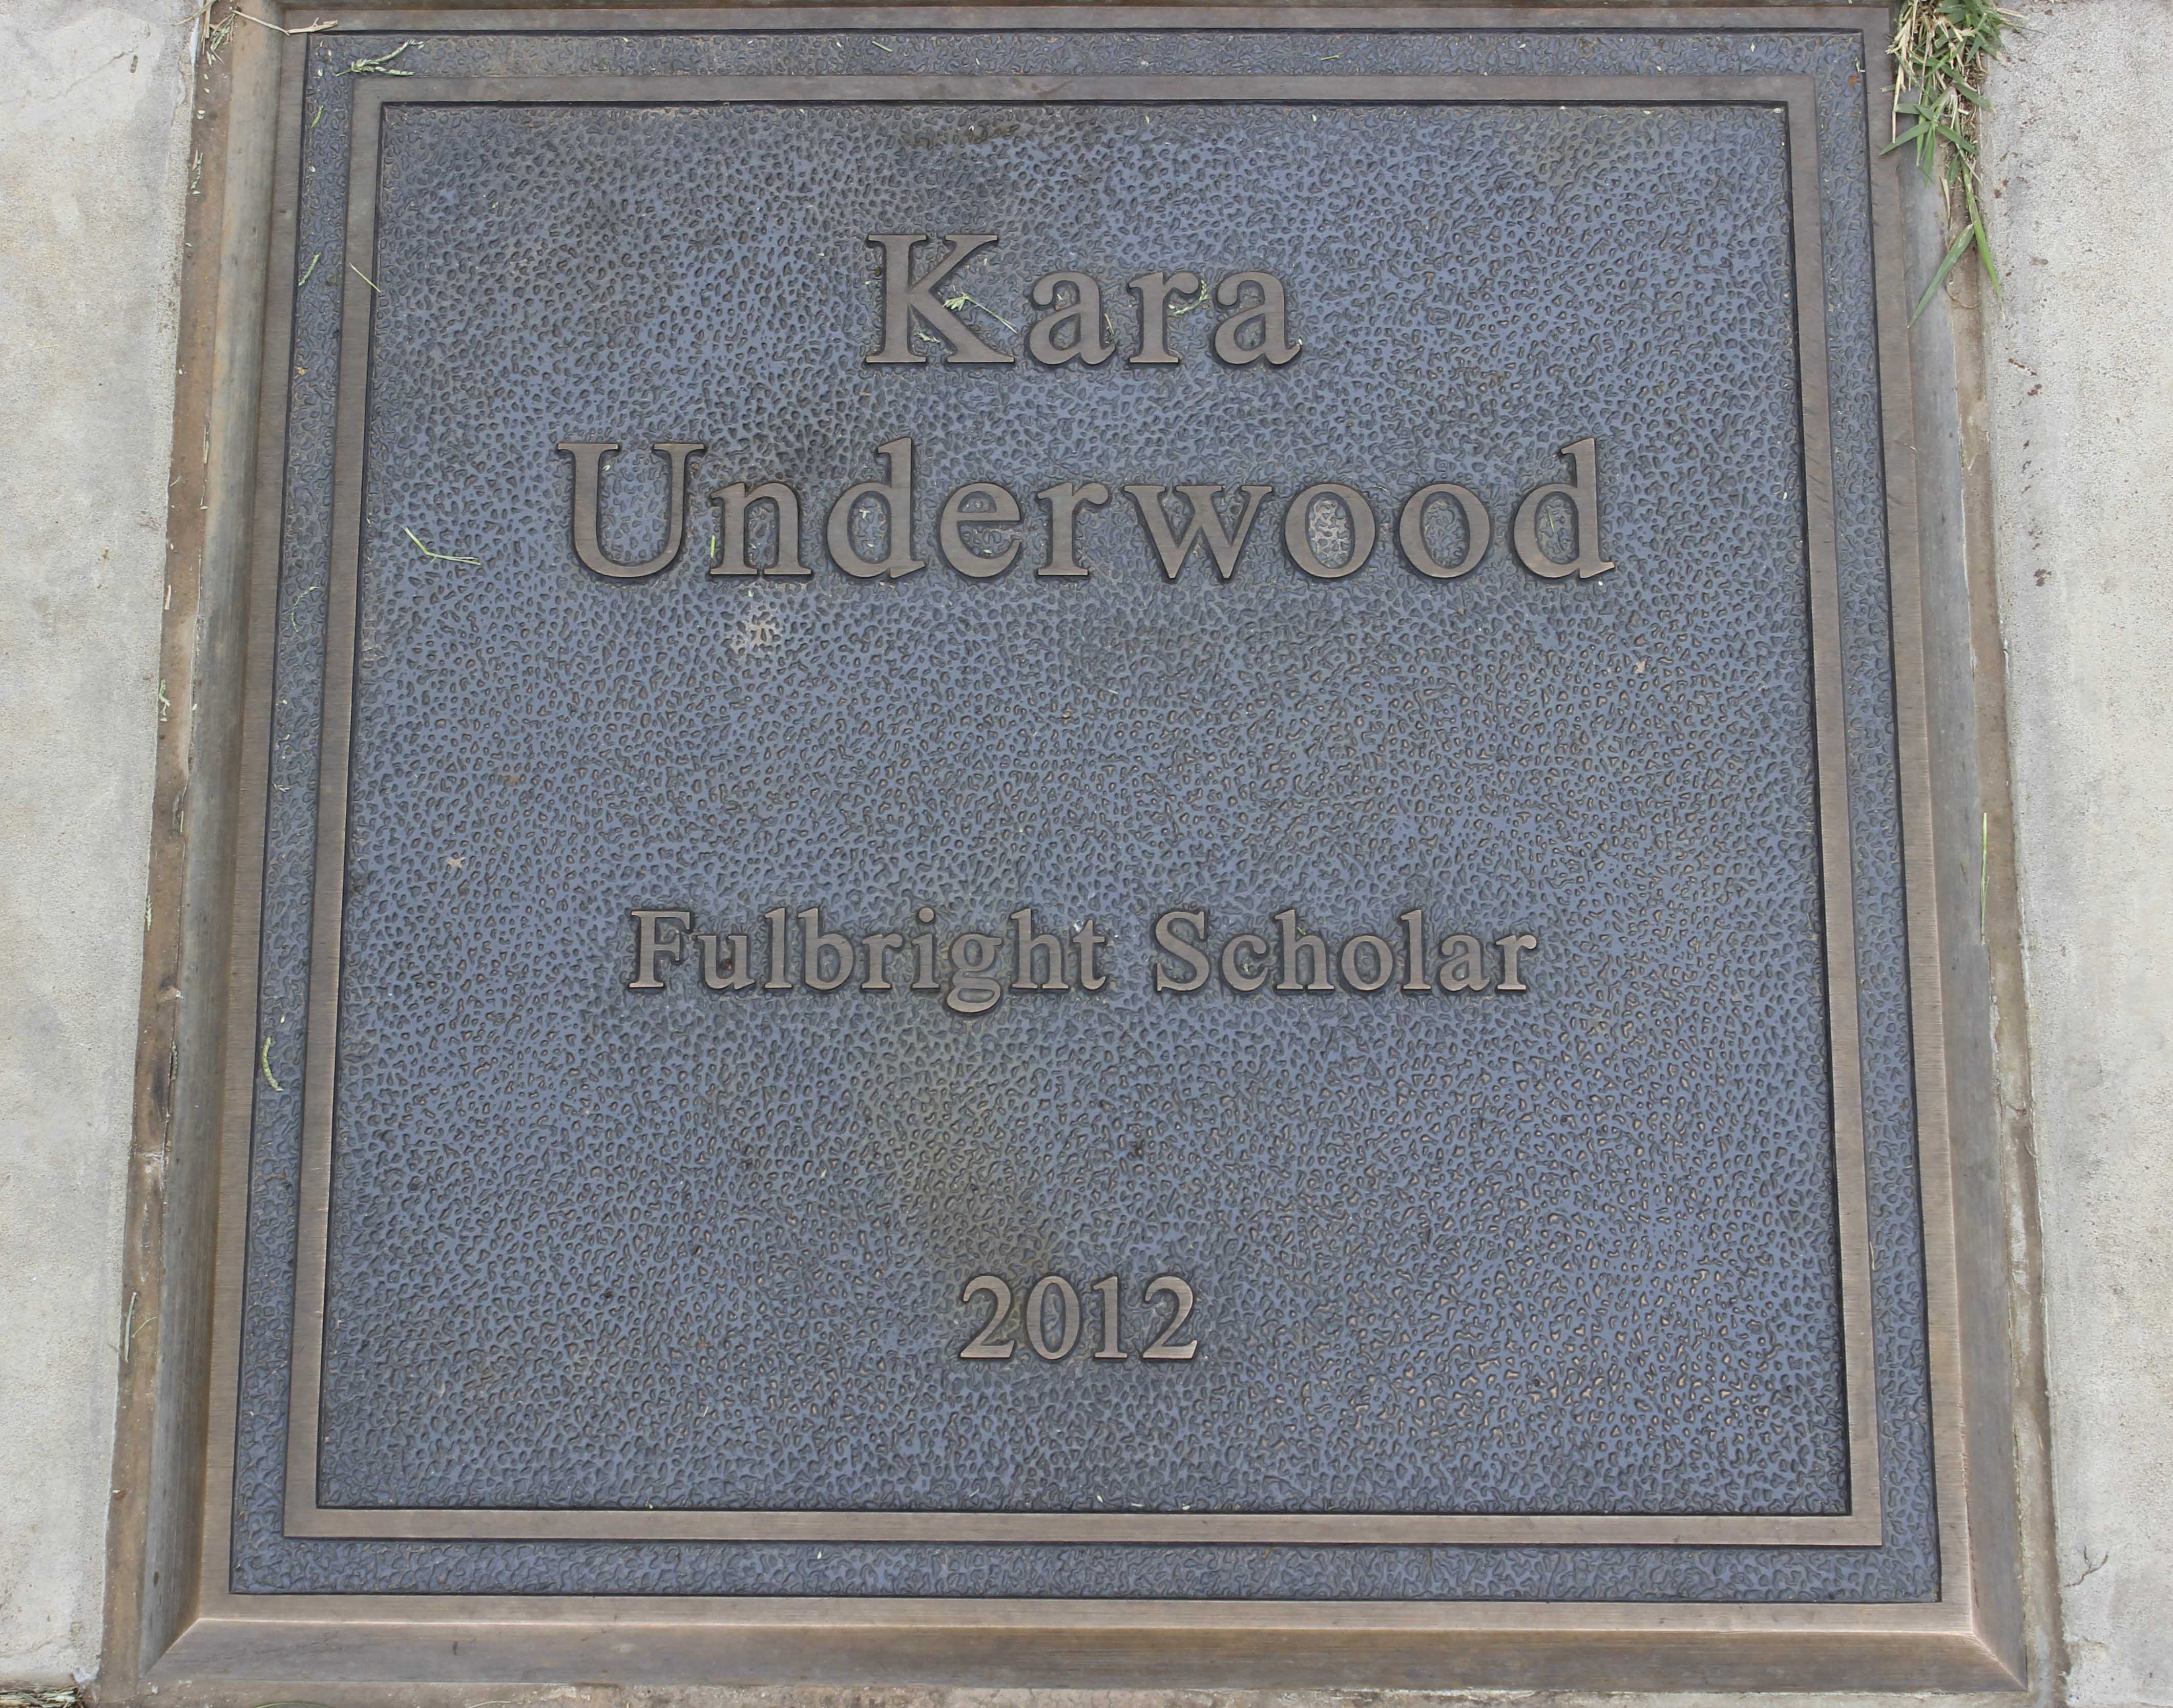 Kara
Underwood
Fulbright Scholar
2012